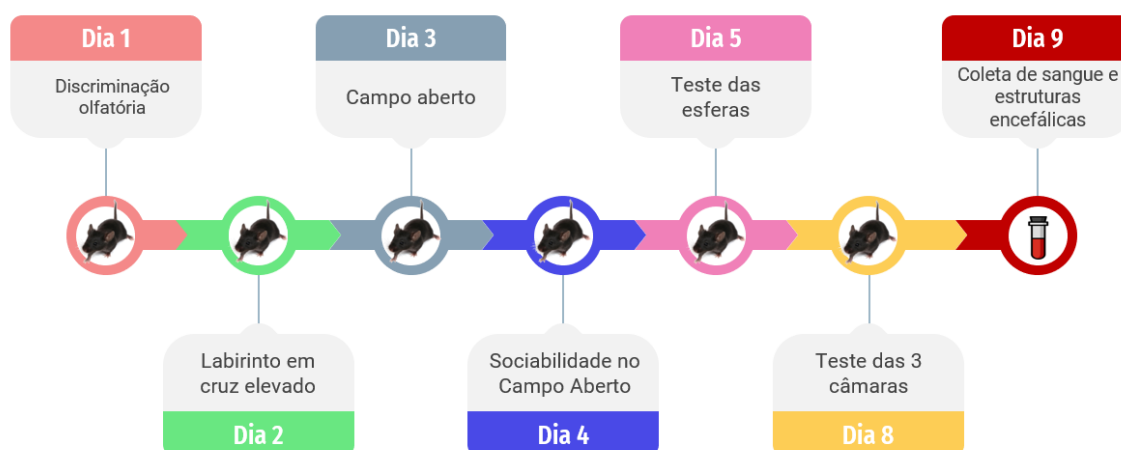 Dia 1
Discriminação
olfatória
Labirinto em
cruz elevado
Dia 2
Dia 3
Campo aberto
Sociabilidade no
Campo Aberto
Dia 4
Dia 5
Teste das
esferas
Teste das 3
câmaras
Dia 8
Dia 9
Coleta de sangue e
estruturas
encefálicas